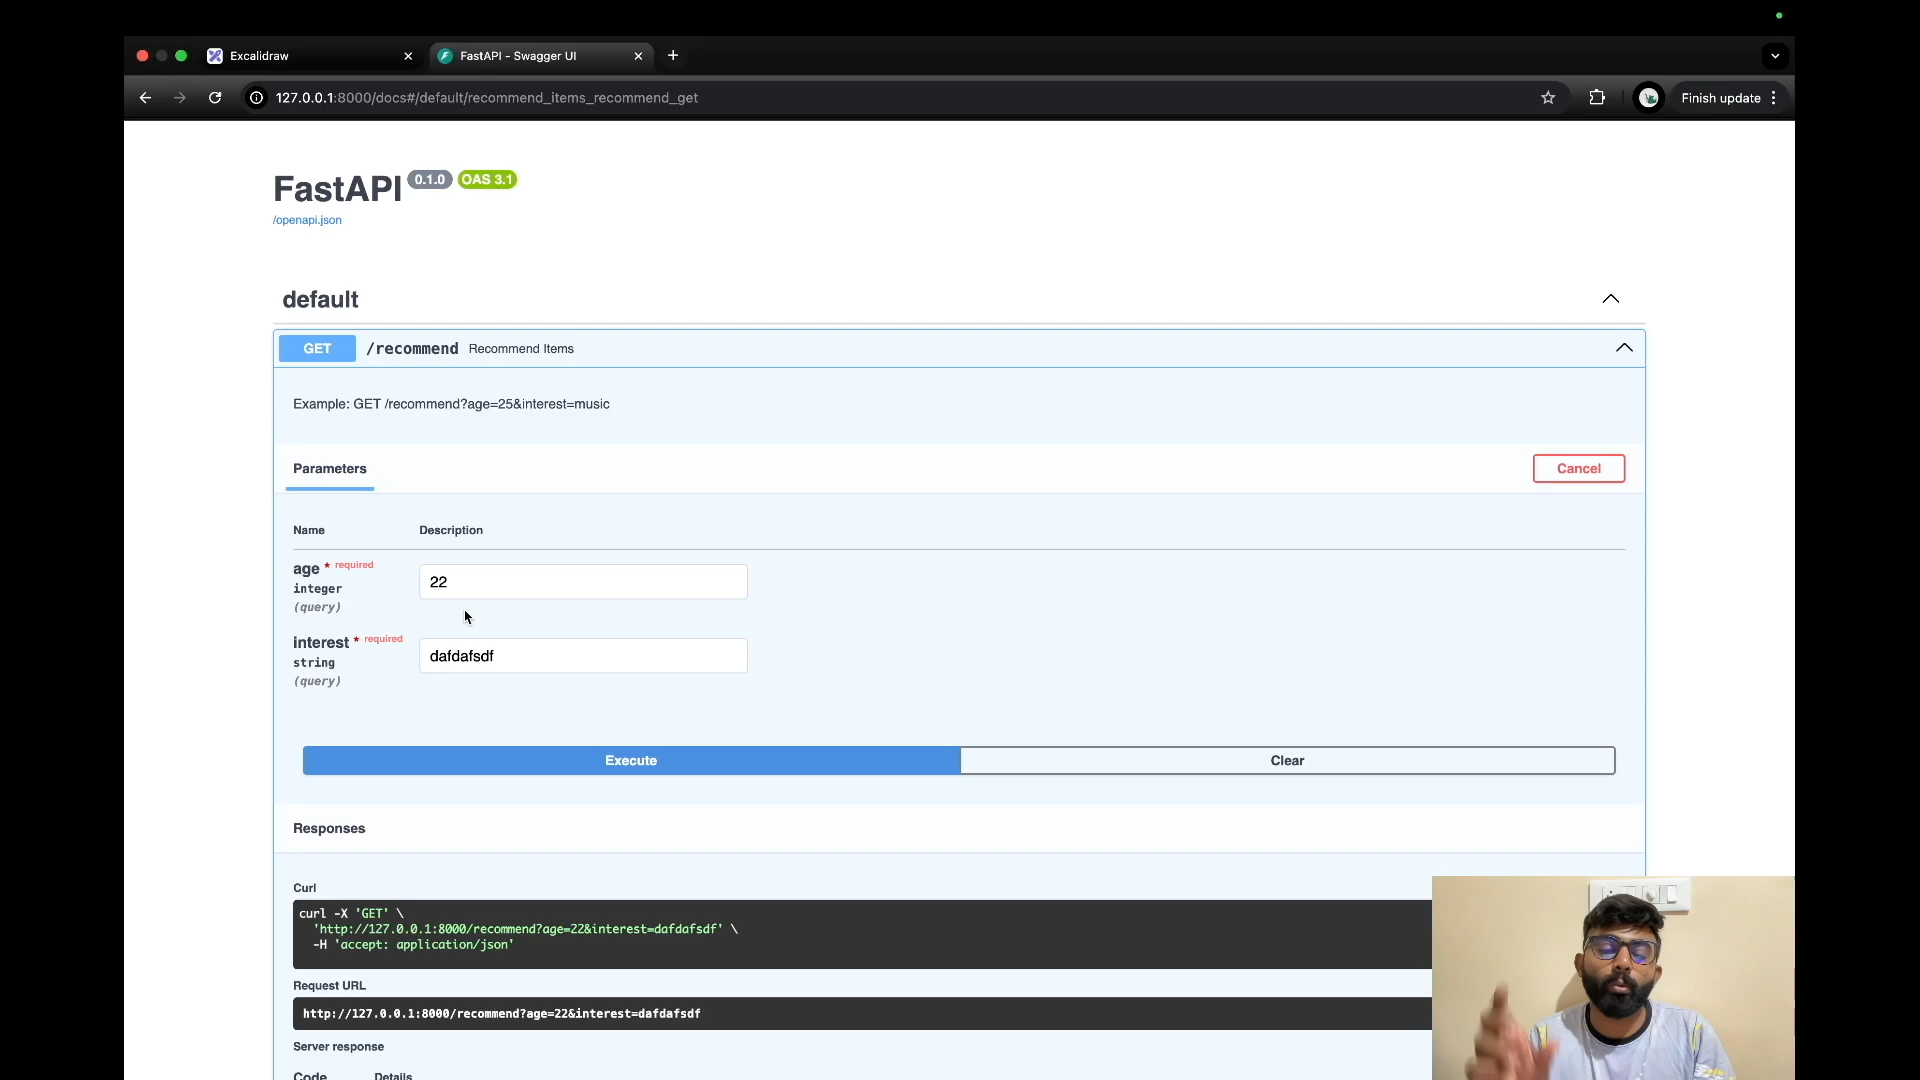 Excalidraw
FastAPI - Swagger UI
127.0.0.1:8000/docs#/default/recommend_items_recommend_get
Finish update
FastAPI 0.1.0 OAS 3.1
/openapi.json
default
GET /recommend Recommend Items
Example: GET /recommend?age=25&interest=music
Parameters
Cancel
Name Description
age * required
integer
(query)
22
interest * required
string
(query)
dafdafsdf
Execute
Clear
Responses
Curl
curl -X 'GET' \
'http://127.0.0.1:8000/recommend?age=22&interest=dafdafsdf' \
-H 'accept: application/json'
Request URL
http://127.0.0.1:8000/recommend?age=22&interest=dafdafsdf
Server response
Code Details